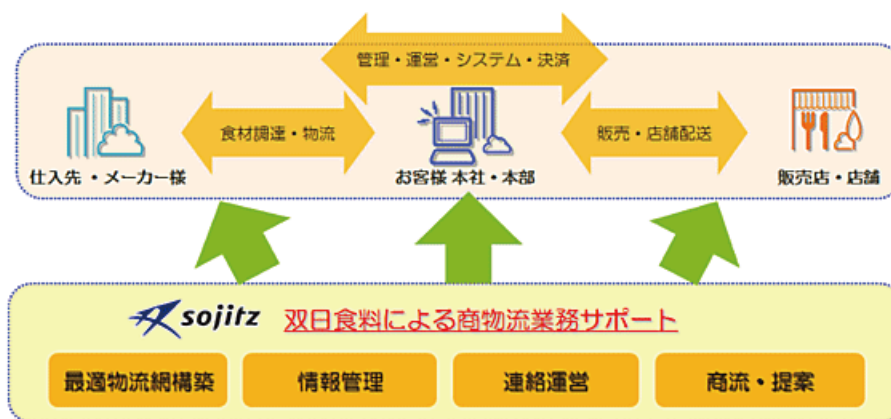 管理・運営・システム・決済
食材調達・物流
販売・店舗配送
仕入先 ・メーカー様
お客様 本社・本部
販売店・店舗
sojitz 双日食料による商物流業務サポート
最適物流網構築
情報管理
連絡運営
商流・提案